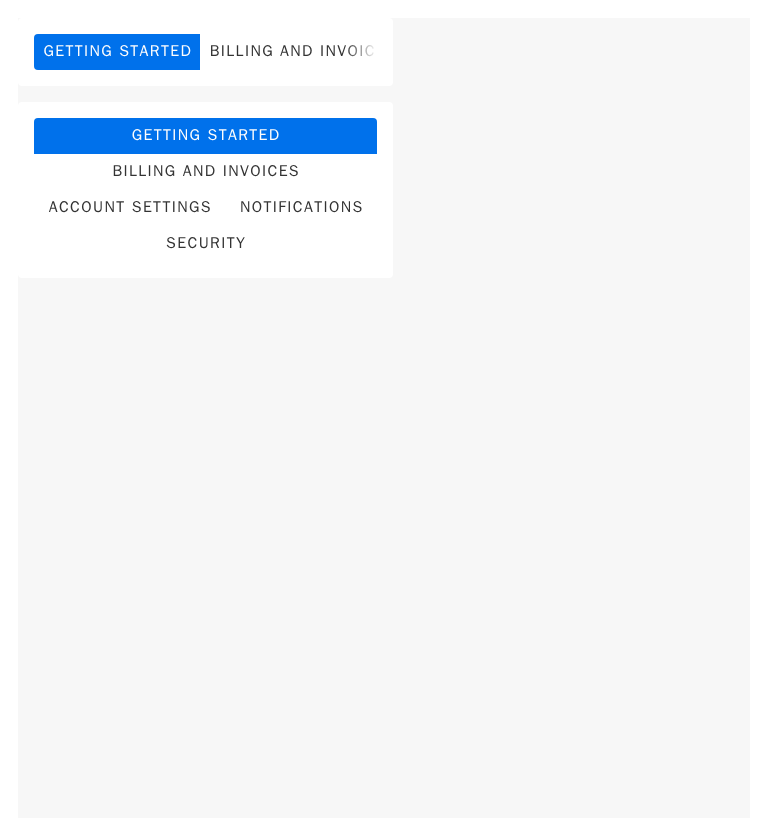 GETTING STARTED BILLING AND INVOIC
GETTING STARTED
BILLING AND INVOICES
ACCOUNT SETTINGS NOTIFICATIONS
SECURITY